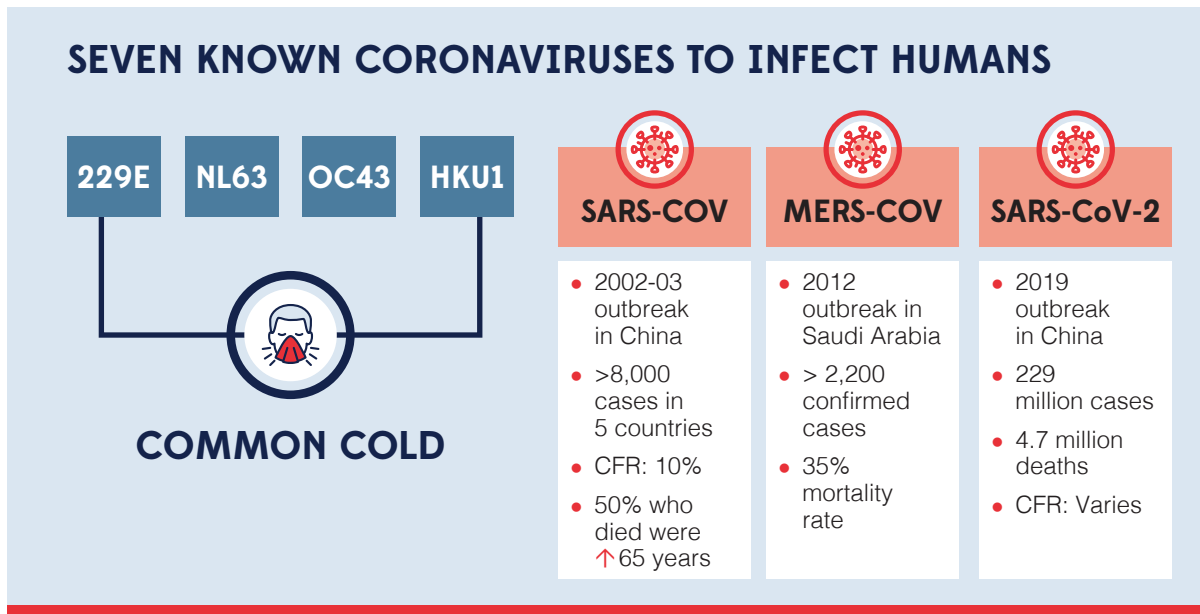 SEVEN KNOWN CORONAVIRUSES TO INFECT HUMANS
229E
NL63
OC43
HKU1
COMMON COLD
SARS-COV
• 2002-03
outbreak
in China
• >8,000
cases in
5 countries
• CFR: 10%
• 50% who
died were
↑ 65 years
MERS-COV
• 2012
outbreak in
Saudi Arabia
• > 2,200
confirmed
cases
• 35%
mortality
rate
SARS-CoV-2
• 2019
outbreak
in China
• 229
million cases
• 4.7 million
deaths
• CFR: Varies